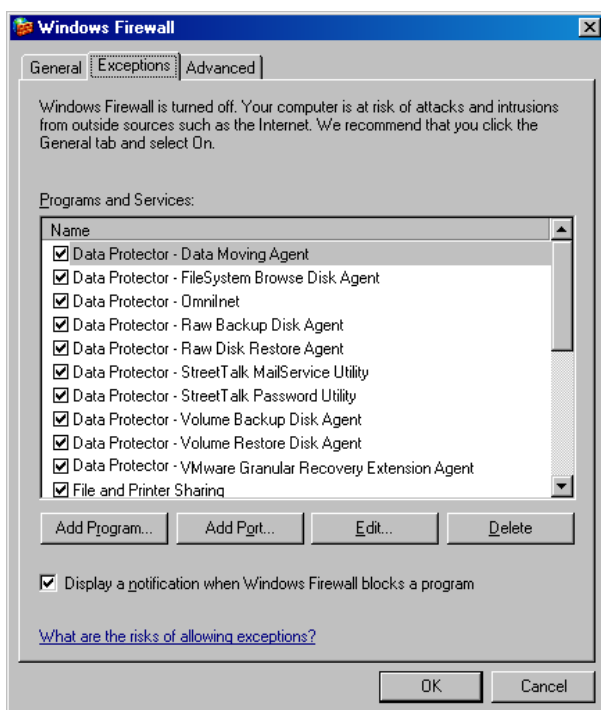 Windows Firewall
General Exceptions Advanced
Windows Firewall is turned off. Your computer is at risk of attacks and intrusions
from outside sources such as the Internet. We recommend that you click the
General tab and select On.
Programs and Services:
Name
Data Protector - Data Moving Agent
Data Protector - FileSystem Browse Disk Agent
Data Protector - OmniInet
Data Protector - Raw Backup Disk Agent
Data Protector - Raw Disk Restore Agent
Data Protector - StreetTalk MailService Utility
Data Protector - StreetTalk Password Utility
Data Protector - Volume Backup Disk Agent
Data Protector - Volume Restore Disk Agent
Data Protector - VMware Granular Recovery Extension Agent
File and Printer Sharing
Add Program... Add Port... Edit... Delete
Display a notification when Windows Firewall blocks a program
What are the risks of allowing exceptions?
OK Cancel